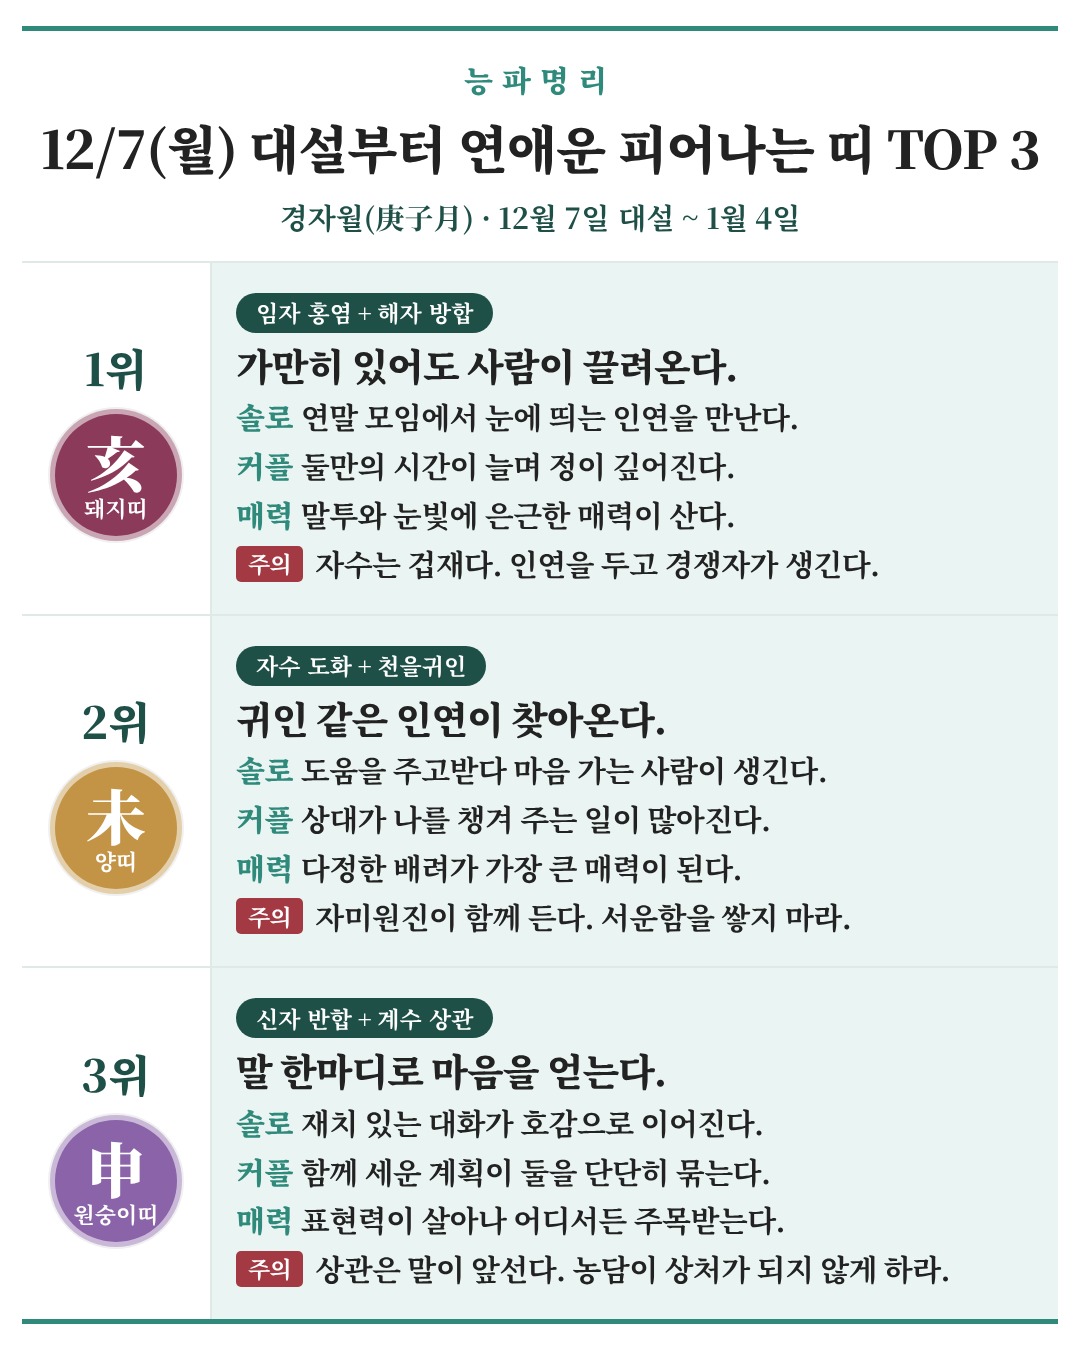 능파명리
12/7(월) 대설부터 연애운 피어나는 띠 TOP 3
경자월(庚子月) · 12월 7일 대설 ~ 1월 4일
1위
亥
돼지띠
임자 홍염 + 해자 방합
가만히 있어도 사람이 끌려온다.
솔로 연말 모임에서 눈에 띄는 인연을 만난다.
커플 둘만의 시간이 늘며 정이 깊어진다.
매력 말투와 눈빛에 은근한 매력이 산다.
주의 자수는 겁재다. 인연을 두고 경쟁자가 생긴다.
2위
未
양띠
자수 도화 + 천을귀인
귀인 같은 인연이 찾아온다.
솔로 도움을 주고받다 마음 가는 사람이 생긴다.
커플 상대가 나를 챙겨 주는 일이 많아진다.
매력 다정한 배려가 가장 큰 매력이 된다.
주의 자미원진이 함께 든다. 서운함을 쌓지 마라.
3위
申
원숭이띠
신자 반합 + 계수 상관
말 한마디로 마음을 얻는다.
솔로 재치 있는 대화가 호감으로 이어진다.
커플 함께 세운 계획이 둘을 단단히 묶는다.
매력 표현력이 살아나 어디서든 주목받는다.
주의 상관은 말이 앞선다. 농담이 상처가 되지 않게 하라.